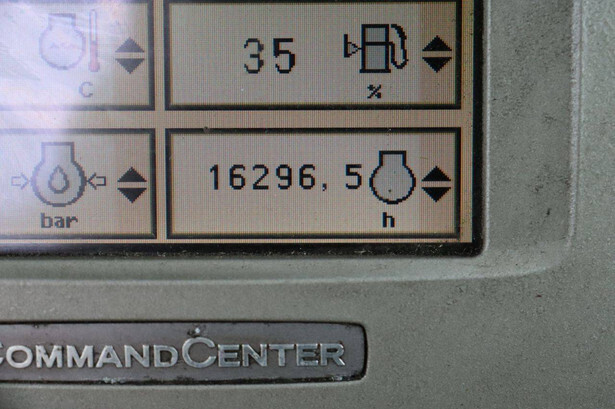 35
C
%
16296,5
bar
h
COMMANDCENTER